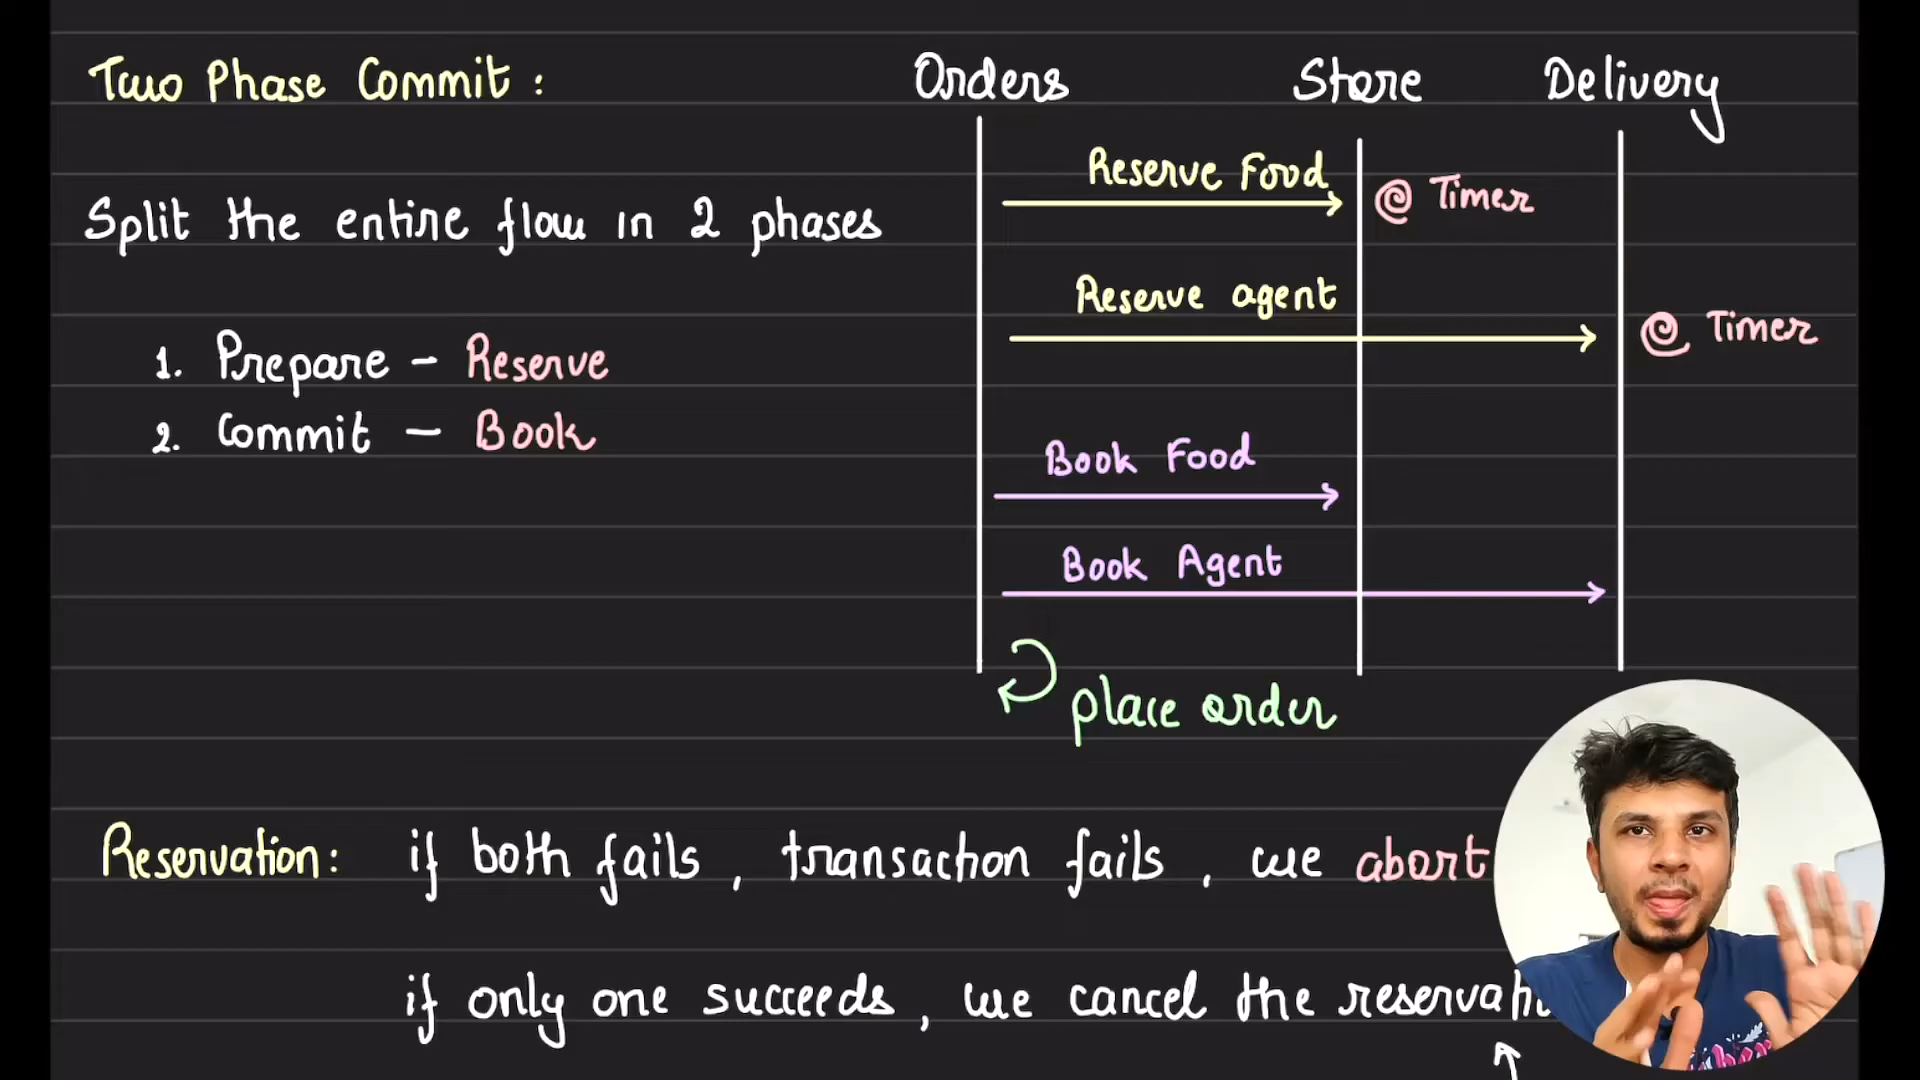 Two Phase Commit :
Split the entire flow in 2 phases
1. Prepare - Reserve
2. Commit - Book
Orders Store Delivery
Reserve Food
@ Timer
Reserve agent
@ Timer
Book Food
Book Agent
place order
Reservation: if both fails, transaction fails, we abort
if only one succeeds, we cancel the